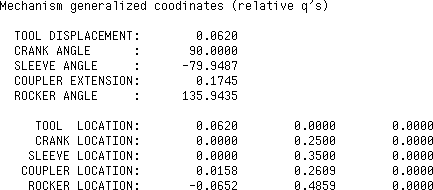 Mechanism generalized coodinates (relative q's)
TOOL DISPLACEMENT: 0.0620
CRANK ANGLE : 90.0000
SLEEVE ANGLE : -79.9487
COUPLER EXTENSION: 0.1745
ROCKER ANGLE : 135.9435
TOOL LOCATION: 0.0620 0.0000 0.0000
CRANK LOCATION: 0.0000 0.2500 0.0000
SLEEVE LOCATION: 0.0000 0.3500 0.0000
COUPLER LOCATION: 0.0158 0.2609 0.0000
ROCKER LOCATION: -0.0652 0.4859 0.0000